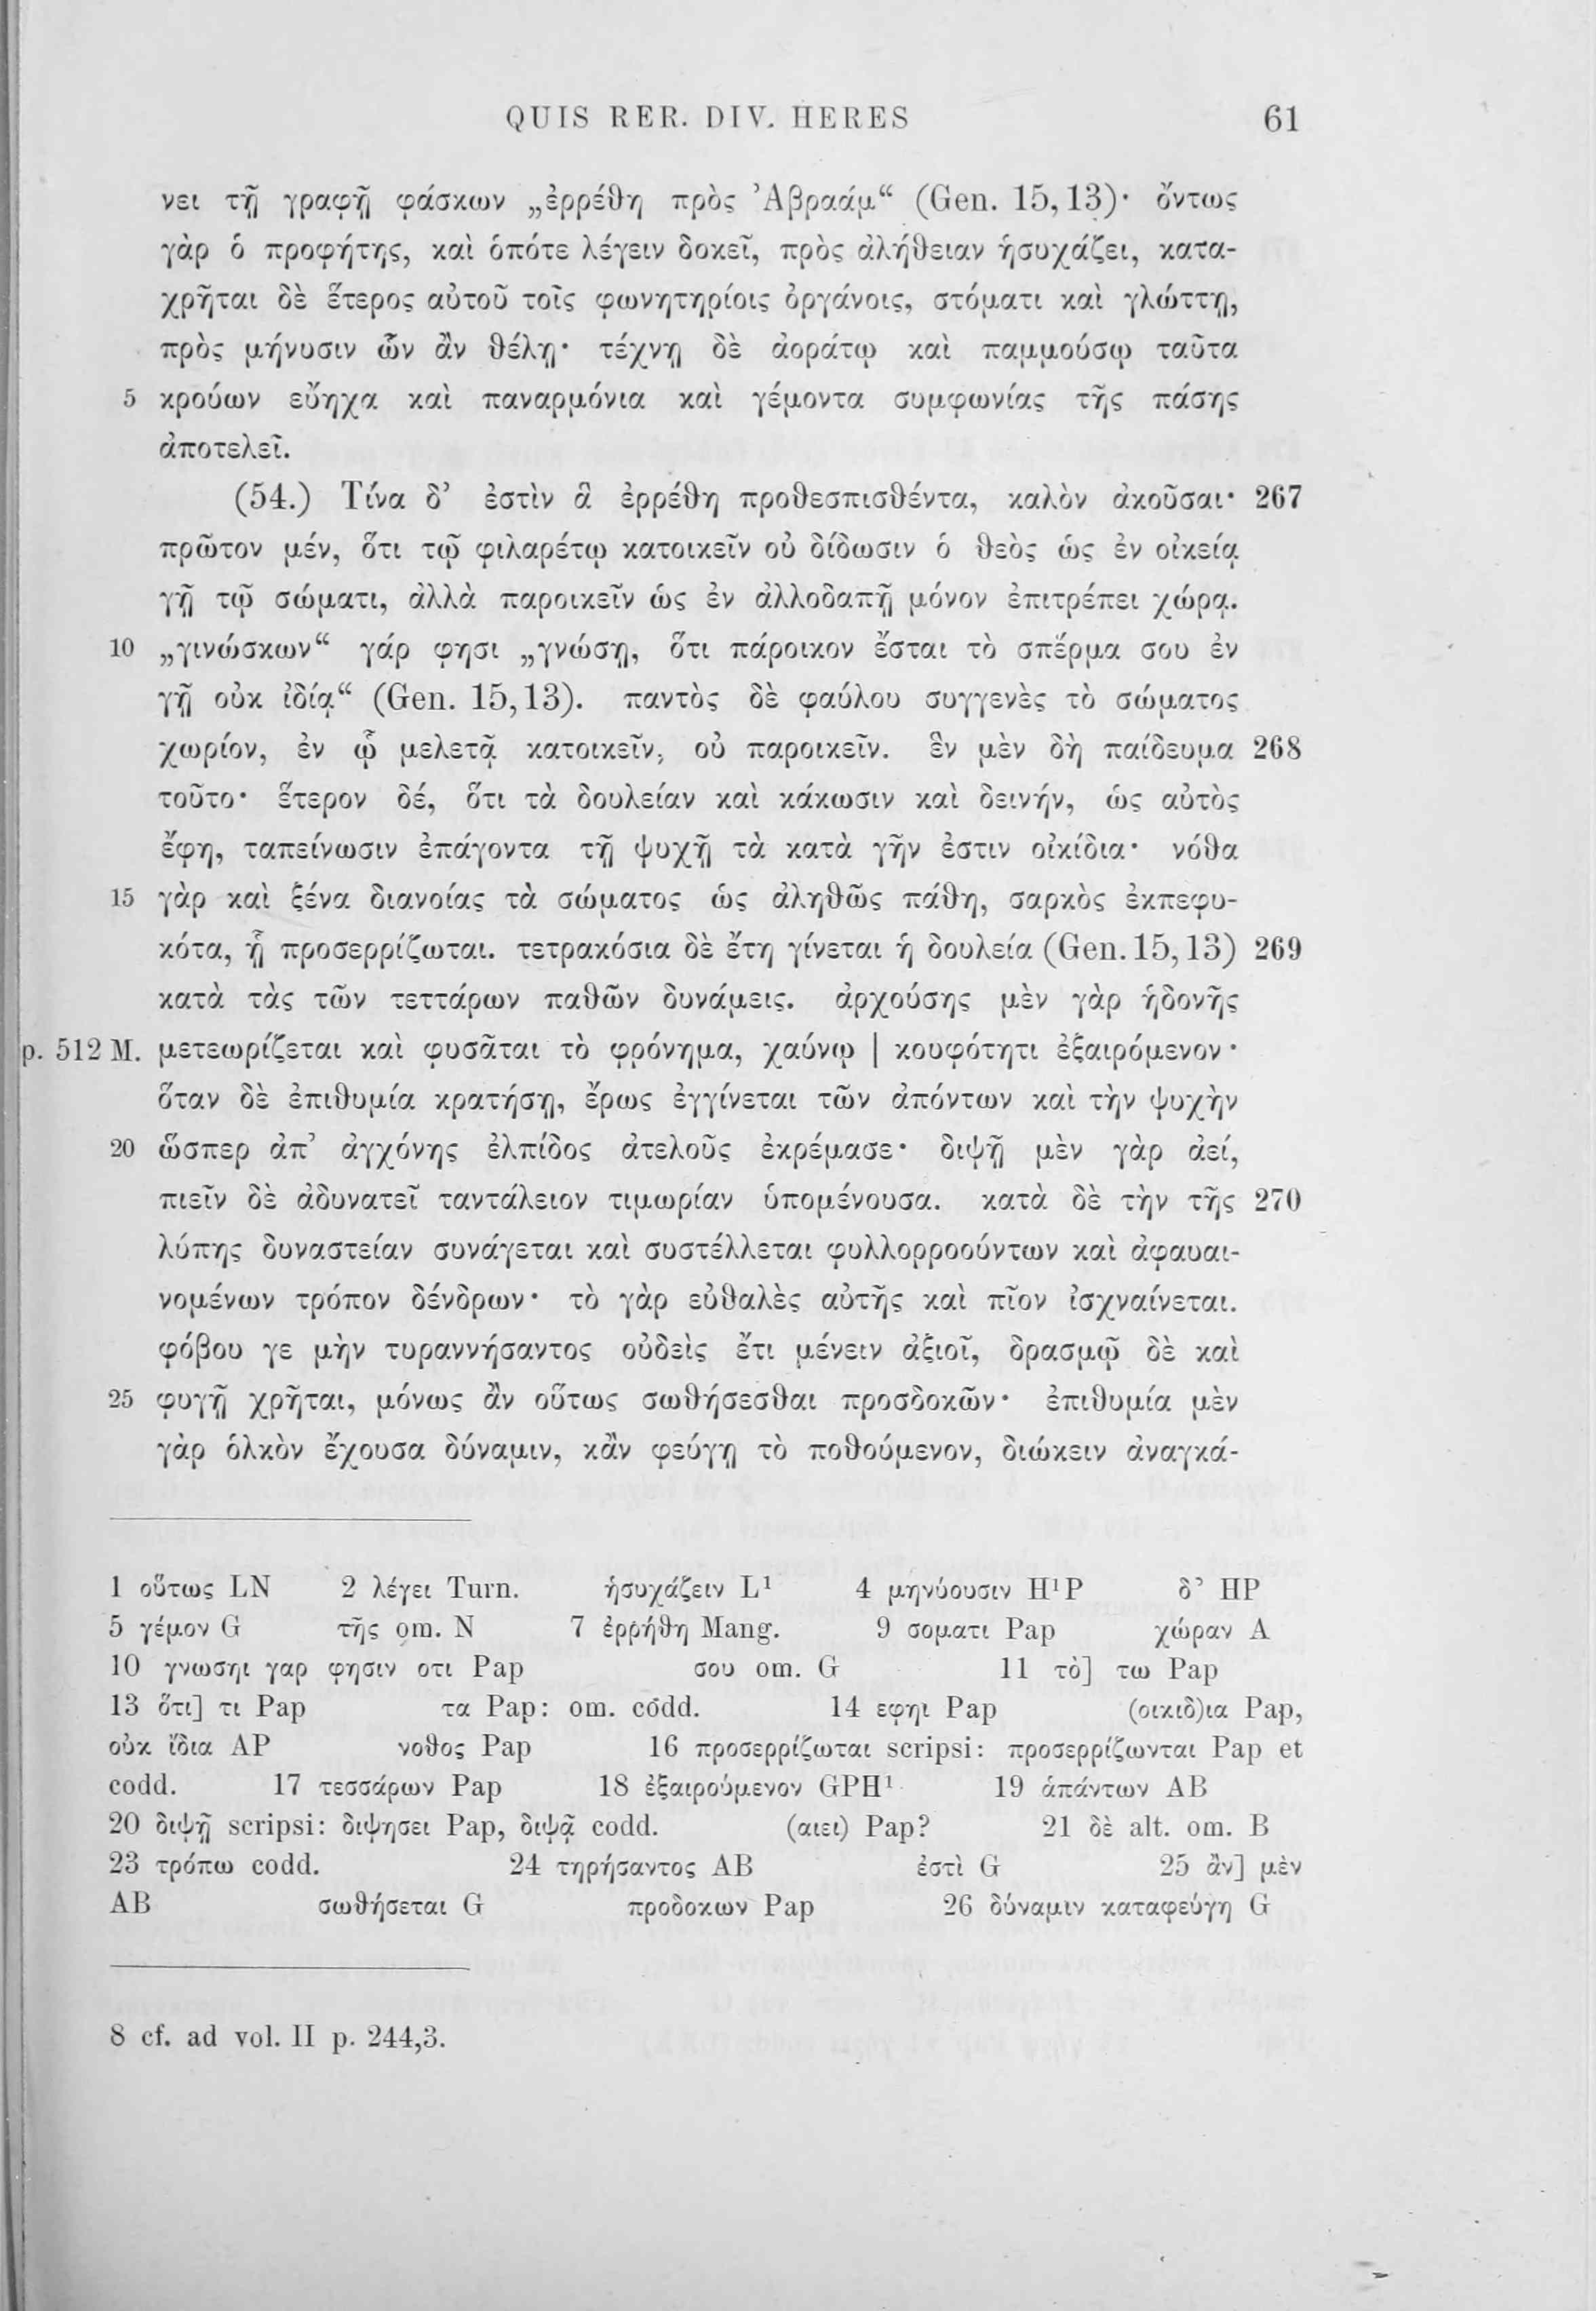 QUIS RER. DIV. HERES 61
νει τῇ γραφῇ φάσκων „ἐρρέθη πρὸς Ἀβραάμ“ (Gen. 15,13)· ὄντως
γὰρ ὁ προφήτης, καὶ ὁπότε λέγειν δοκεῖ, πρὸς ἀλήθειαν ἡσυχάζει, κατα-
χρῆται δὲ ἕτερος αὐτοῦ τοῖς φωνητηρίοις ὀργάνοις, στόματι καὶ γλώττῃ,
πρὸς μήνυσιν ὧν ἂν θέλῃ· τέχνῃ δὲ ἀοράτῳ καὶ παμμούσῳ ταῦτα
5 κρούων εὔηχα καὶ παναρμόνια καὶ γέμοντα συμφωνίας τῆς πάσης
ἀποτελεῖ.
(54.) Τίνα δ’ ἐστὶν ἃ ἐρρέθη προθεσπισθέντα, καλὸν ἀκοῦσαι· 267
πρῶτον μέν, ὅτι τῷ φιλαρέτῳ κατοικεῖν οὐ δίδωσιν ὁ θεὸς ὡς ἐν οἰκείᾳ
γῇ τῷ σώματι, ἀλλὰ παροικεῖν ὡς ἐν ἀλλοδαπῇ μόνον ἐπιτρέπει χώρᾳ.
10 „γινώσκων“ γάρ φησι „γνώσῃ, ὅτι πάροικον ἔσται τὸ σπέρμα σου ἐν
γῇ οὐκ ἰδίᾳ“ (Gen. 15,13). παντὸς δὲ φαύλου συγγενὲς τὸ σώματος
χωρίον, ἐν ᾧ μελετᾷ κατοικεῖν, οὐ παροικεῖν. ἓν μὲν δὴ παίδευμα 268
τοῦτο· ἕτερον δέ, ὅτι τὰ δουλείαν καὶ κάκωσιν καὶ δεινήν, ὡς αὐτὸς
ἔφη, ταπείνωσιν ἐπάγοντα τῇ ψυχῇ τὰ κατὰ γῆν ἐστιν οἰκίδια· νόθα
15 γὰρ καὶ ξένα διανοίας τὰ σώματος ὡς ἀληθῶς πάθη, σαρκὸς ἐκπεφυ-
κότα, ᾗ προσερρίζωται. τετρακόσια δὲ ἔτη γίνεται ἡ δουλεία (Gen. 15,13) 269
κατὰ τὰς τῶν τεττάρων παθῶν δυνάμεις. ἀρχούσης μὲν γὰρ ἡδονῆς
p. 512 M. μετεωρίζεται καὶ φυσᾶται τὸ φρόνημα, χαύνῳ | κουφότητι ἐξαιρόμενον·
ὅταν δὲ ἐπιθυμία κρατήσῃ, ἔρως ἐγγίνεται τῶν ἀπόντων καὶ τὴν ψυχὴν
20 ὥσπερ ἀπ’ ἀγχόνης ἐλπίδος ἀτελοῦς ἐκρέμασε· διψῇ μὲν γὰρ ἀεί,
πιεῖν δὲ ἀδυνατεῖ ταντάλειον τιμωρίαν ὑπομένουσα. κατὰ δὲ τὴν τῆς 270
λύπης δυναστείαν συνάγεται καὶ συστέλλεται φυλλορροούντων καὶ ἀφαυαι-
νομένων τρόπον δένδρων· τὸ γὰρ εὐθαλὲς αὐτῆς καὶ πῖον ἰσχναίνεται.
φόβου γε μὴν τυραννήσαντος οὐδεὶς ἔτι μένειν ἀξιοῖ, δρασμῷ δὲ καὶ
25 φυγῇ χρῆται, μόνως ἂν οὕτως σωθήσεσθαι προσδοκῶν· ἐπιθυμία μὲν
γὰρ ὁλκὸν ἔχουσα δύναμιν, κἂν φεύγῃ τὸ ποθούμενον, διώκειν ἀναγκά-
1 οὕτως LN 2 λέγει Turn. ἡσυχάζειν L¹ 4 μηνύουσιν H¹P δ’ HP
5 γέμον G τῆς om. N 7 ἐρρήθη Mang. 9 σοματι Pap χώραν A
10 γνωσηι γαρ φησιν οτι Pap σου om. G 11 τὸ] τω Pap
13 ὅτι] τι Pap τα Pap: om. codd. 14 εφηι Pap (οικιδ)ια Pap,
οὐκ ἴδια AP νοθος Pap 16 προσερρίζωται scripsi: προσερρίζωνται Pap et
codd. 17 τεσσάρων Pap 18 ἐξαιρούμενον GPH¹ 19 ἁπάντων AB
20 διψῇ scripsi: διψησει Pap, διψᾷ codd. (αιει) Pap? 21 δὲ alt. om. B
23 τρόπω codd. 24 τηρήσαντος AB ἐστὶ G 25 ἂν] μὲν
AB σωθήσεται G προδοκων Pap 26 δύναμιν καταφεύγη G
8 cf. ad vol. II p. 244,3.